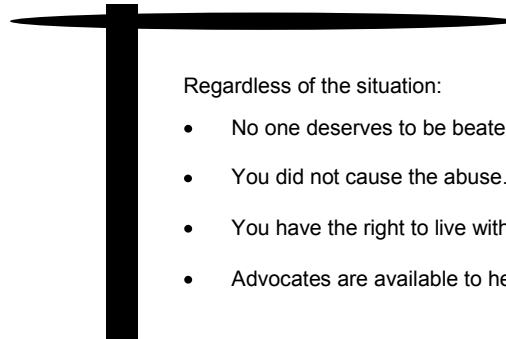 Regardless of the situation:
• No one deserves to be beate
• You did not cause the abuse.
• You have the right to live with
• Advocates are available to he